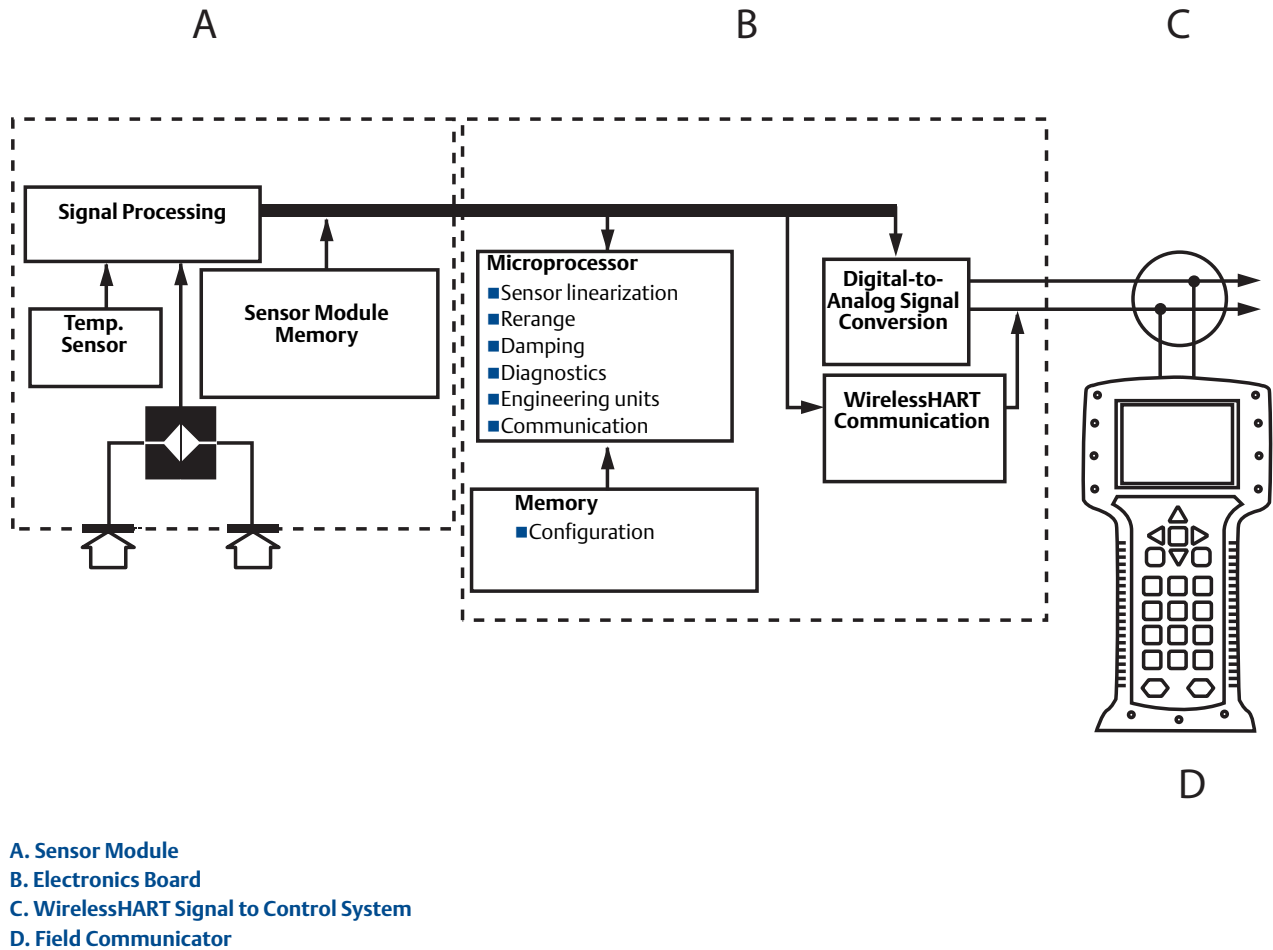 A
B
C
Signal Processing
Temp.
Sensor
Sensor Module
Memory
Microprocessor
■Sensor linearization
■Rerange
■Damping
■Diagnostics
■Engineering units
■Communication
Memory
■Configuration
Digital-to-
Analog Signal
Conversion
WirelessHART
Communication
D
A. Sensor Module
B. Electronics Board
C. WirelessHART Signal to Control System
D. Field Communicator